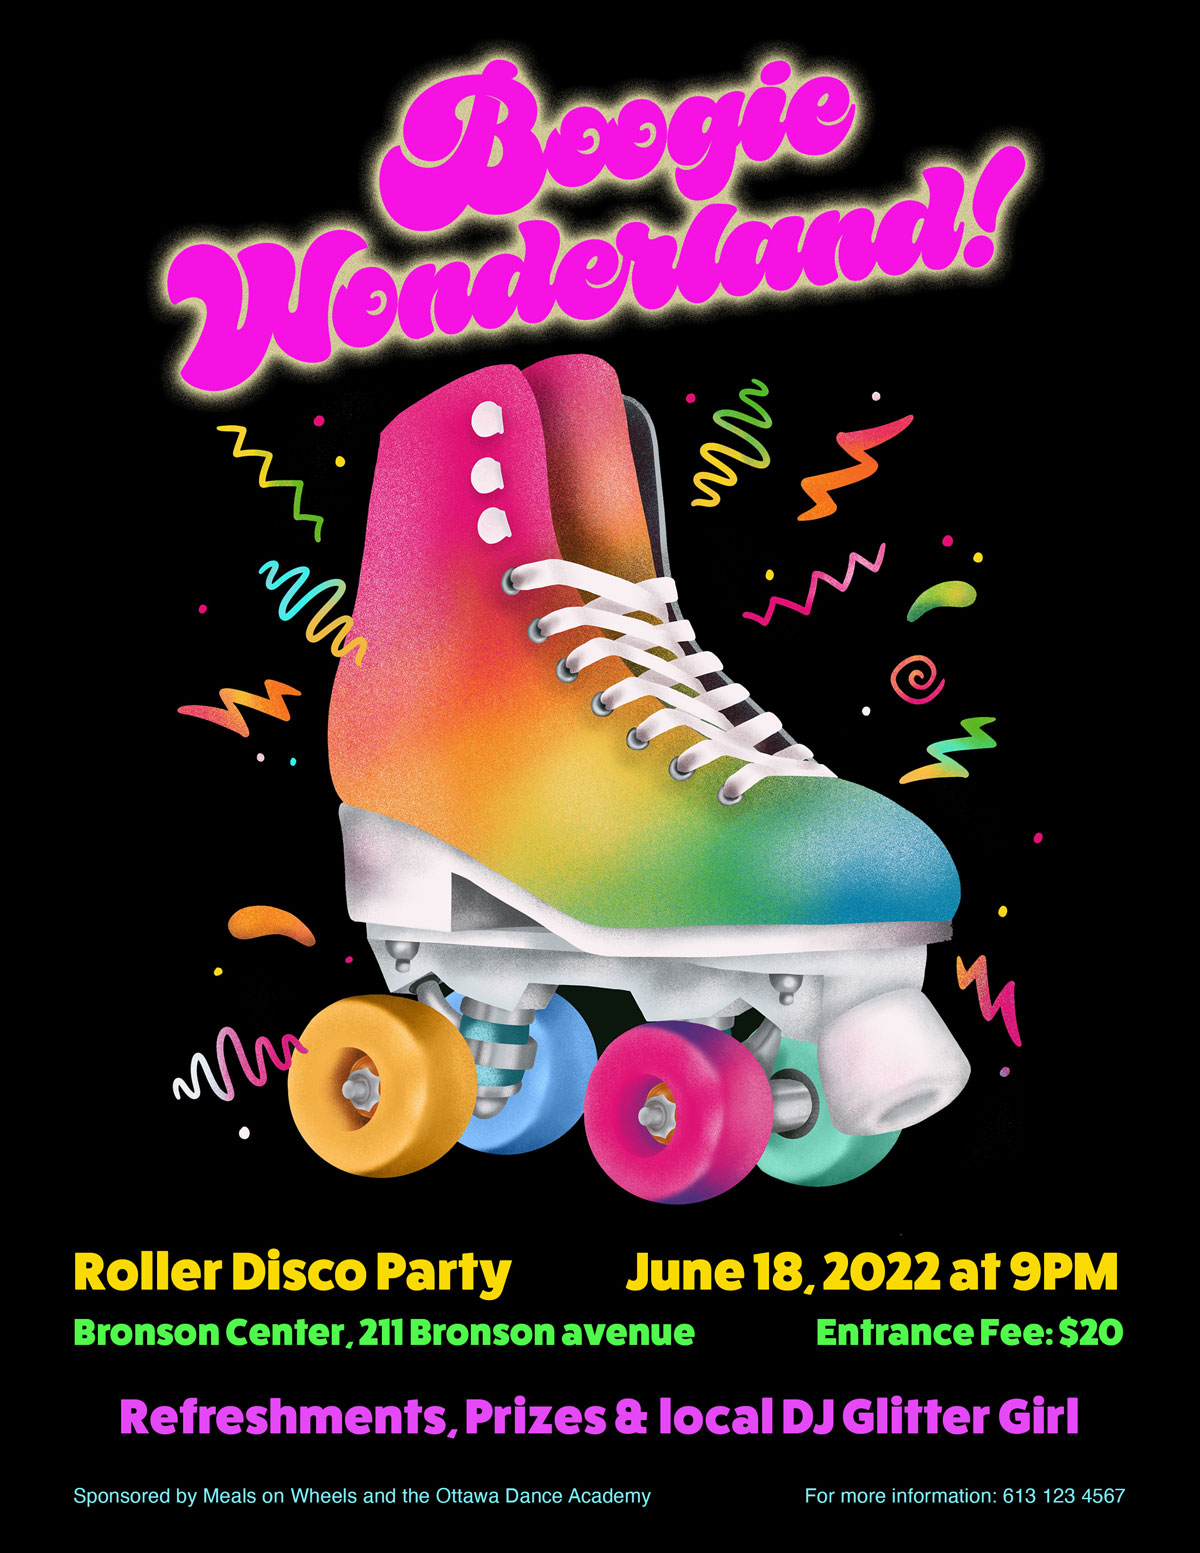 Boogie
Wonderland!
Roller Disco Party
June 18, 2022 at 9PM
Bronson Center, 211 Bronson avenue
Entrance Fee: $20
Refreshments, Prizes & local DJ Glitter Girl
Sponsored by Meals on Wheels and the Ottawa Dance Academy
For more information: 613 123 4567